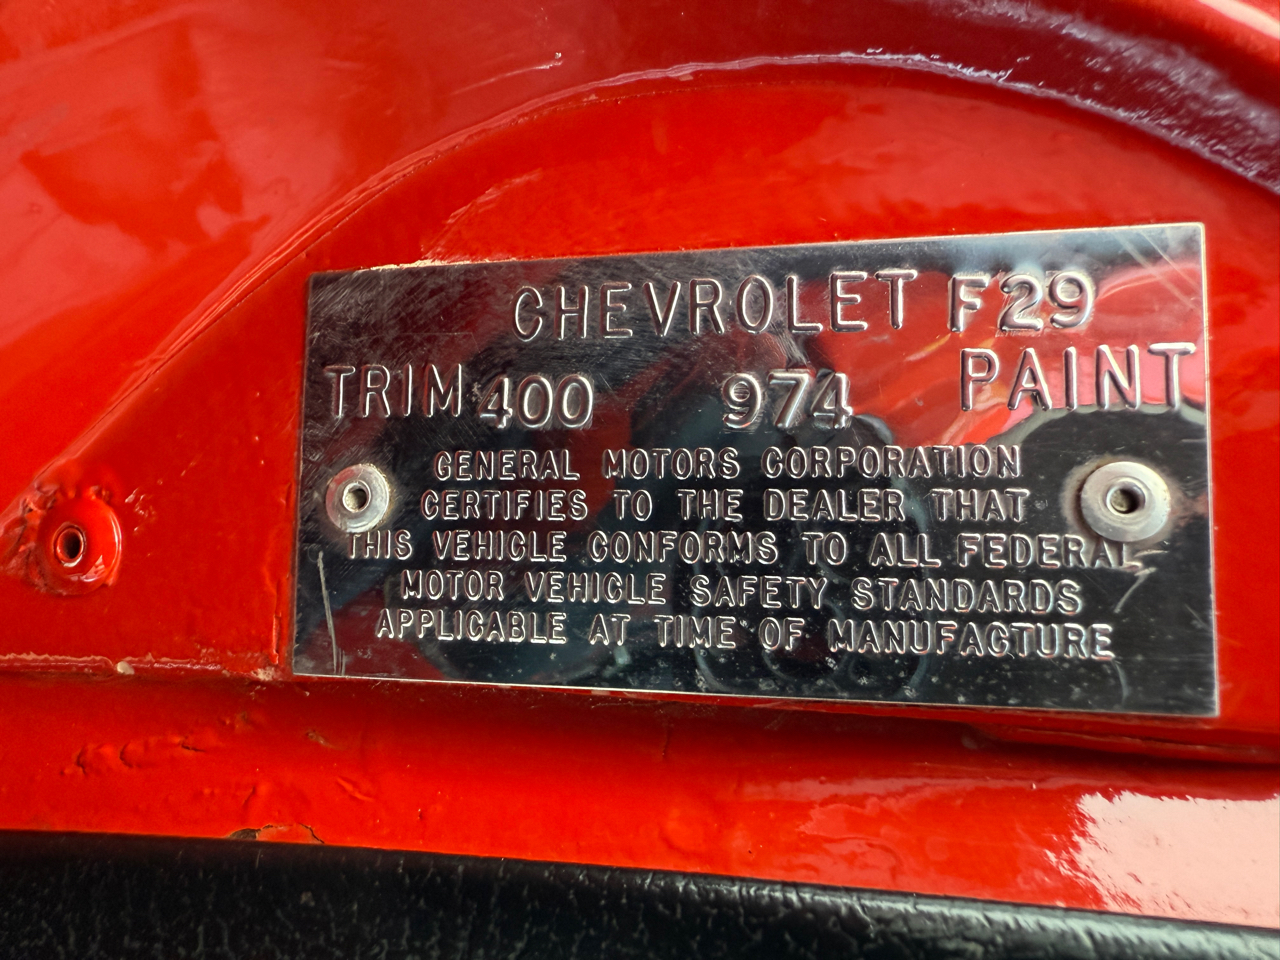 CHEVROLET F29
TRIM 400 974 PAINT
GENERAL MOTORS CORPORATION
CERTIFIES TO THE DEALER THAT
THIS VEHICLE CONFORMS TO ALL FEDERAL
MOTOR VEHICLE SAFETY STANDARDS
APPLICABLE AT TIME OF MANUFACTURE